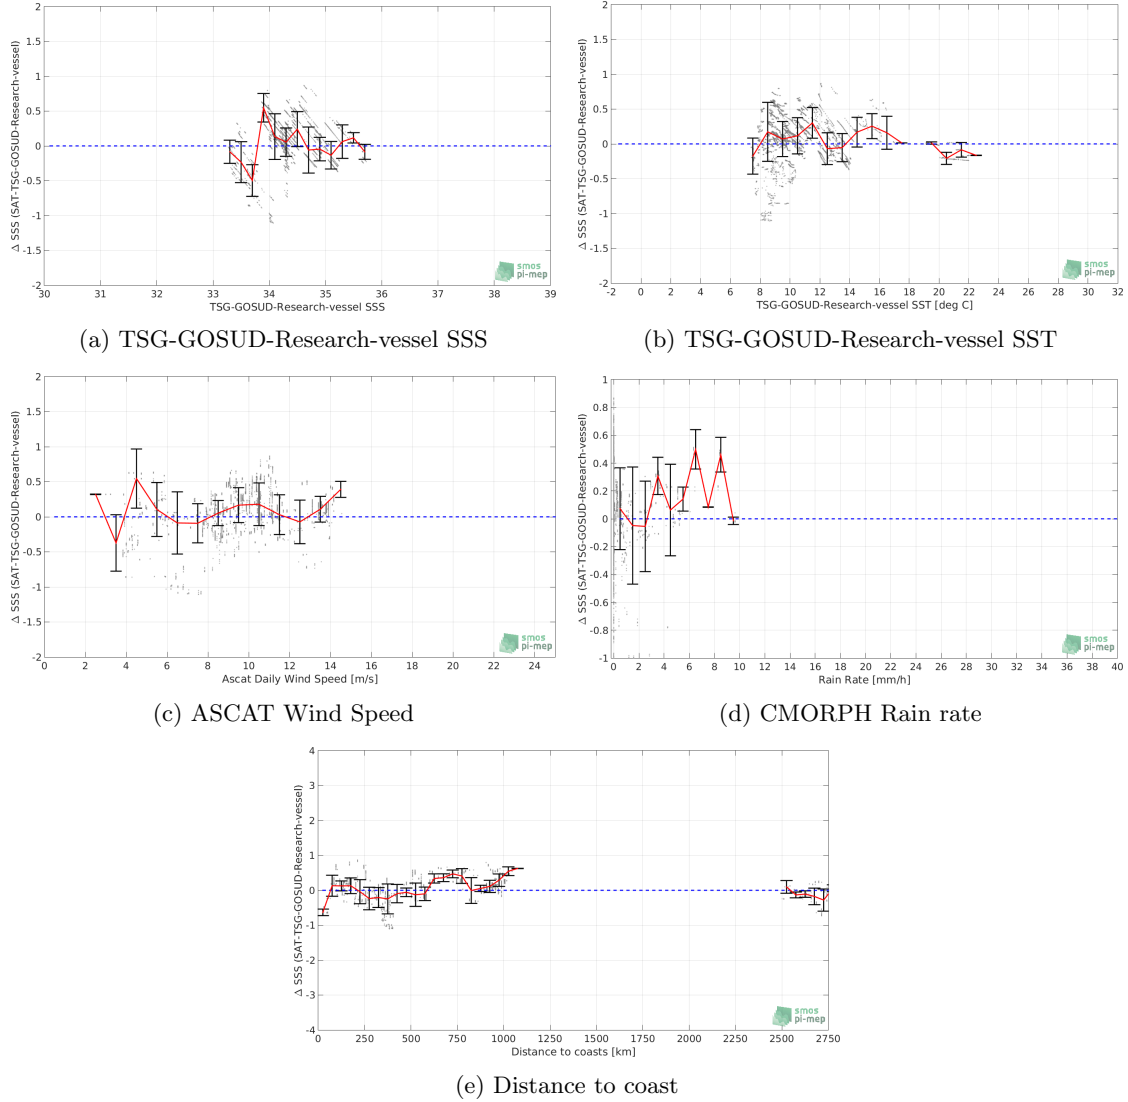 2
1.5
1
0.5
0
-0.5
-1
-1.5
-2
Δ SSS (SAT-TSG-GOSUD-Research-vessel)
30 31 32 33 34 35 36 37 38 39
TSG-GOSUD-Research-vessel SSS
smos
pi-mep
(a) TSG-GOSUD-Research-vessel SSS
2
1.5
1
0.5
0
-0.5
-1
-1.5
-2
Δ SSS (SAT-TSG-GOSUD-Research-vessel)
-2 0 2 4 6 8 10 12 14 16 18 20 22 24 26 28 30 32
TSG-GOSUD-Research-vessel SST [deg C]
smos
pi-mep
(b) TSG-GOSUD-Research-vessel SST
2
1.5
1
0.5
0
-0.5
-1
-1.5
-2
Δ SSS (SAT-TSG-GOSUD-Research-vessel)
0 2 4 6 8 10 12 14 16 18 20 22 24
Ascat Daily Wind Speed [m/s]
smos
pi-mep
(c) ASCAT Wind Speed
1
0.8
0.6
0.4
0.2
0
-0.2
-0.4
-0.6
-0.8
-1
Δ SSS (SAT-TSG-GOSUD-Research-vessel)
0 2 4 6 8 10 12 14 16 18 20 22 24 26 28 30 32 34 36 38 40
Rain Rate [mm/h]
smos
pi-mep
(d) CMORPH Rain rate
4
3
2
1
0
-1
-2
-3
-4
Δ SSS (SAT-TSG-GOSUD-Research-vessel)
0 250 500 750 1000 1250 1500 1750 2000 2250 2500 2750
Distance to coasts [km]
smos
pi-mep
(e) Distance to coast